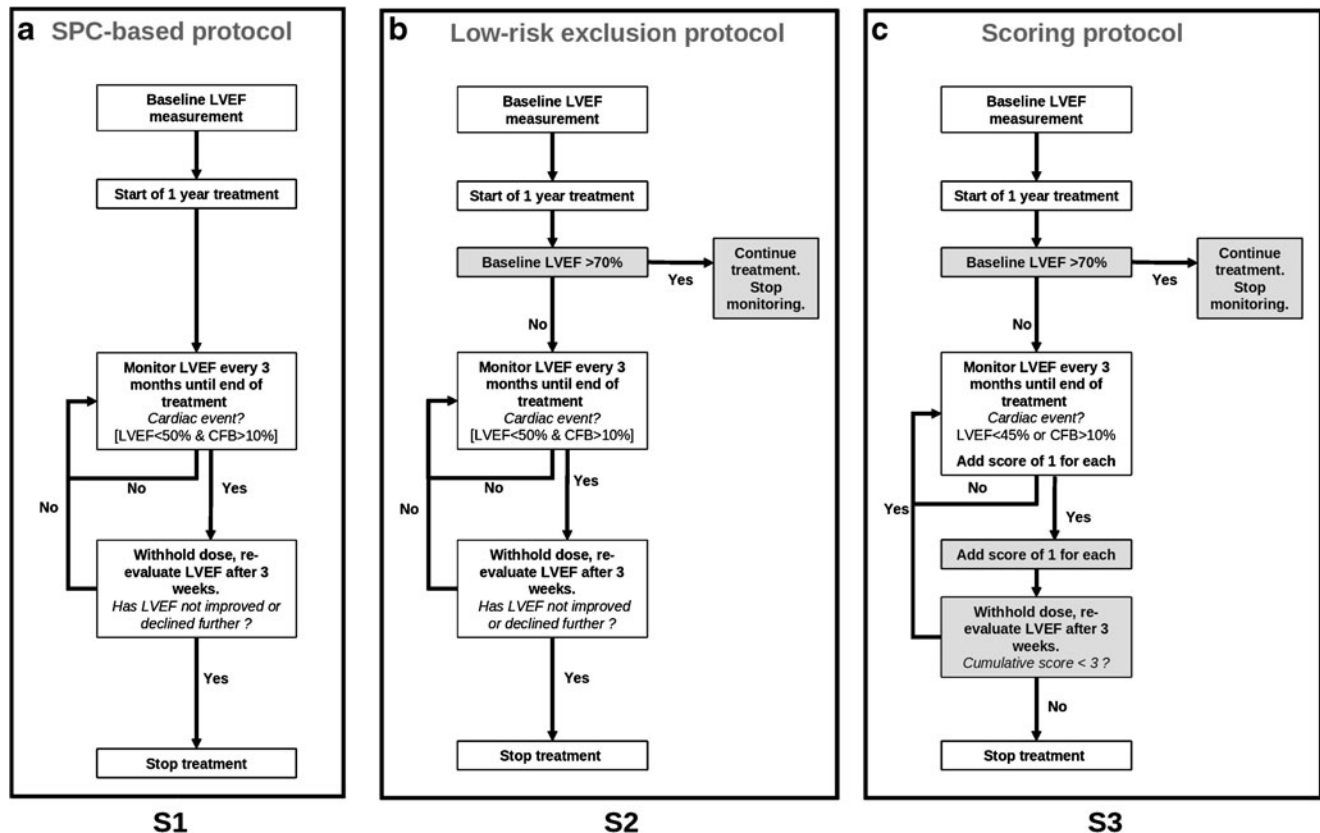 a SPC-based protocol
Baseline LVEF
measurement
Start of 1 year treatment
Monitor LVEF every 3
months until end of
treatment
Cardiac event?
[LVEF<50% & CFB>10%]
No
Yes
No
Withhold dose, re-
evaluate LVEF after 3
weeks.
Has LVEF not improved or
declined further ?
Yes
Stop treatment
S1
b Low-risk exclusion protocol
Baseline LVEF
measurement
Start of 1 year treatment
Baseline LVEF >70%
Yes
Continue
treatment.
Stop
monitoring.
No
Monitor LVEF every 3
months until end of
treatment
Cardiac event?
[LVEF<50% & CFB>10%]
No
Yes
No
Withhold dose, re-
evaluate LVEF after 3
weeks.
Has LVEF not improved
or declined further ?
Yes
Stop treatment
S2
c Scoring protocol
Baseline LVEF
measurement
Start of 1 year treatment
Baseline LVEF >70%
Yes
Continue
treatment.
Stop
monitoring.
No
Monitor LVEF every 3
months until end of
treatment
Cardiac event?
LVEF<45% or CFB>10%
Add score of 1 for each
No
Yes
Yes
Add score of 1 for each
Withhold dose, re-
evaluate LVEF after 3
weeks.
Cumulative score < 3 ?
No
Stop treatment
S3